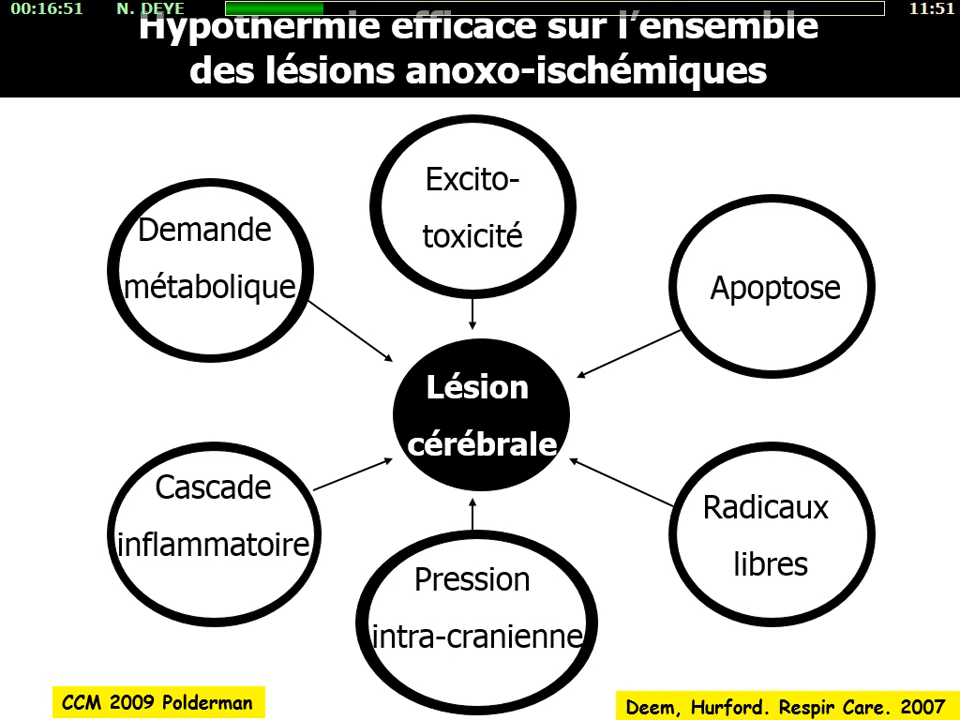 00:16:51 N. DEYE 11:51
Hypothermie efficace sur l’ensemble
des lésions anoxo-ischémiques
Excito-
toxicité
Demande
métabolique
Apoptose
Lésion
cérébrale
Cascade
inflammatoire
Radicaux
libres
Pression
intra-cranienne
CCM 2009 Polderman
Deem, Hurford. Respir Care. 2007